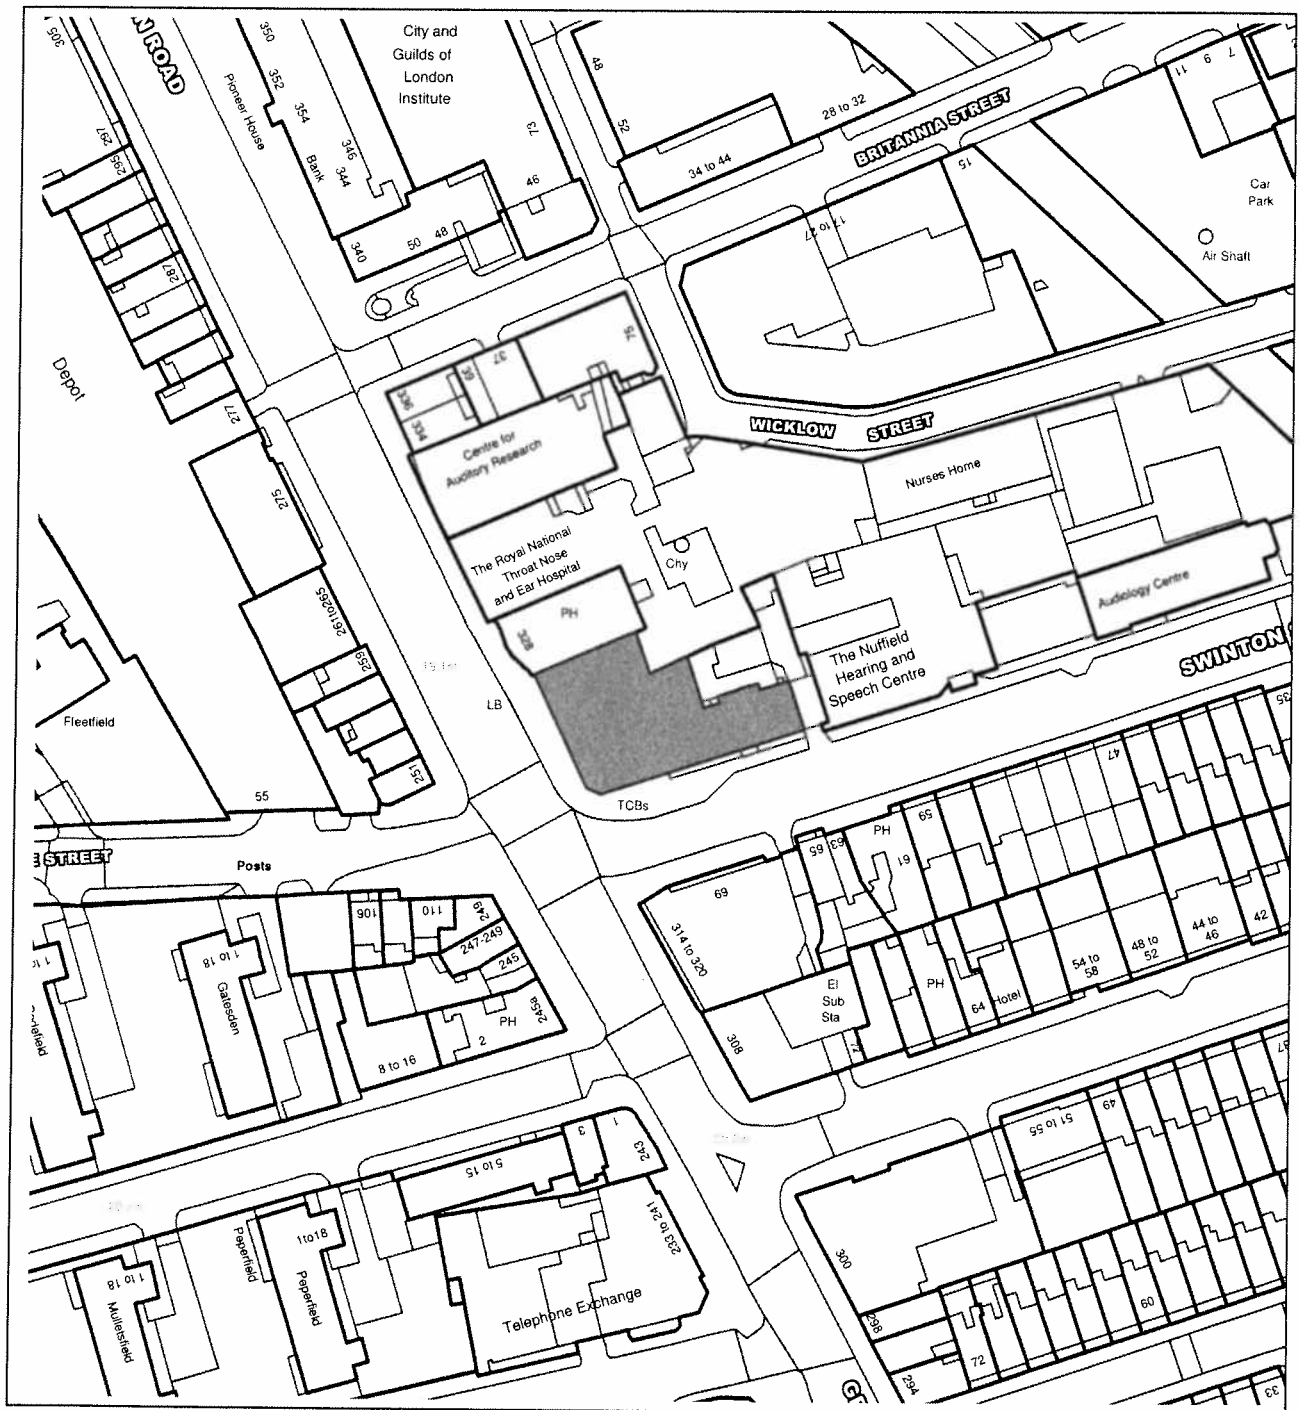 305
N ROAD
350
352
354
346
344
Pioneer House
Bank
340
50
48
46
73
City and
Guilds of
London
Institute
48
52
34 to 44
28 to 32
BRITANNIA STREET
11
9
7
15
17 to 27
Car
Park
Air Shaft
297
295
287
Depot
277
275
336
334
39
37
75
Centre for
Auditory Research
WICKLOW STREET
Nurses Home
The Royal National
Throat Nose
and Ear Hospital
Chy
PH
328
The Nuffield
Hearing and
Speech Centre
Audiology Centre
SWINTON
261to265
259
251
Fleetfield
55
LB
TCBs
E STREET
Posts
106
110
249
247-249
245
245a
PH
2
8 to 16
1 to 18
Gatesden
1 to
69
314 to 320
308
65
63
PH
61
59
47
35
El
Sub
Sta
72
PH
64
Hotel
54 to
58
48 to
52
44 to
46
42
5 to 15
3
1
243
233 to 241
Telephone Exchange
1to18
Peperfield
Peperfield
1 to 18
Mulletsfield
51 to 55
49
300
298
294
72
60
33